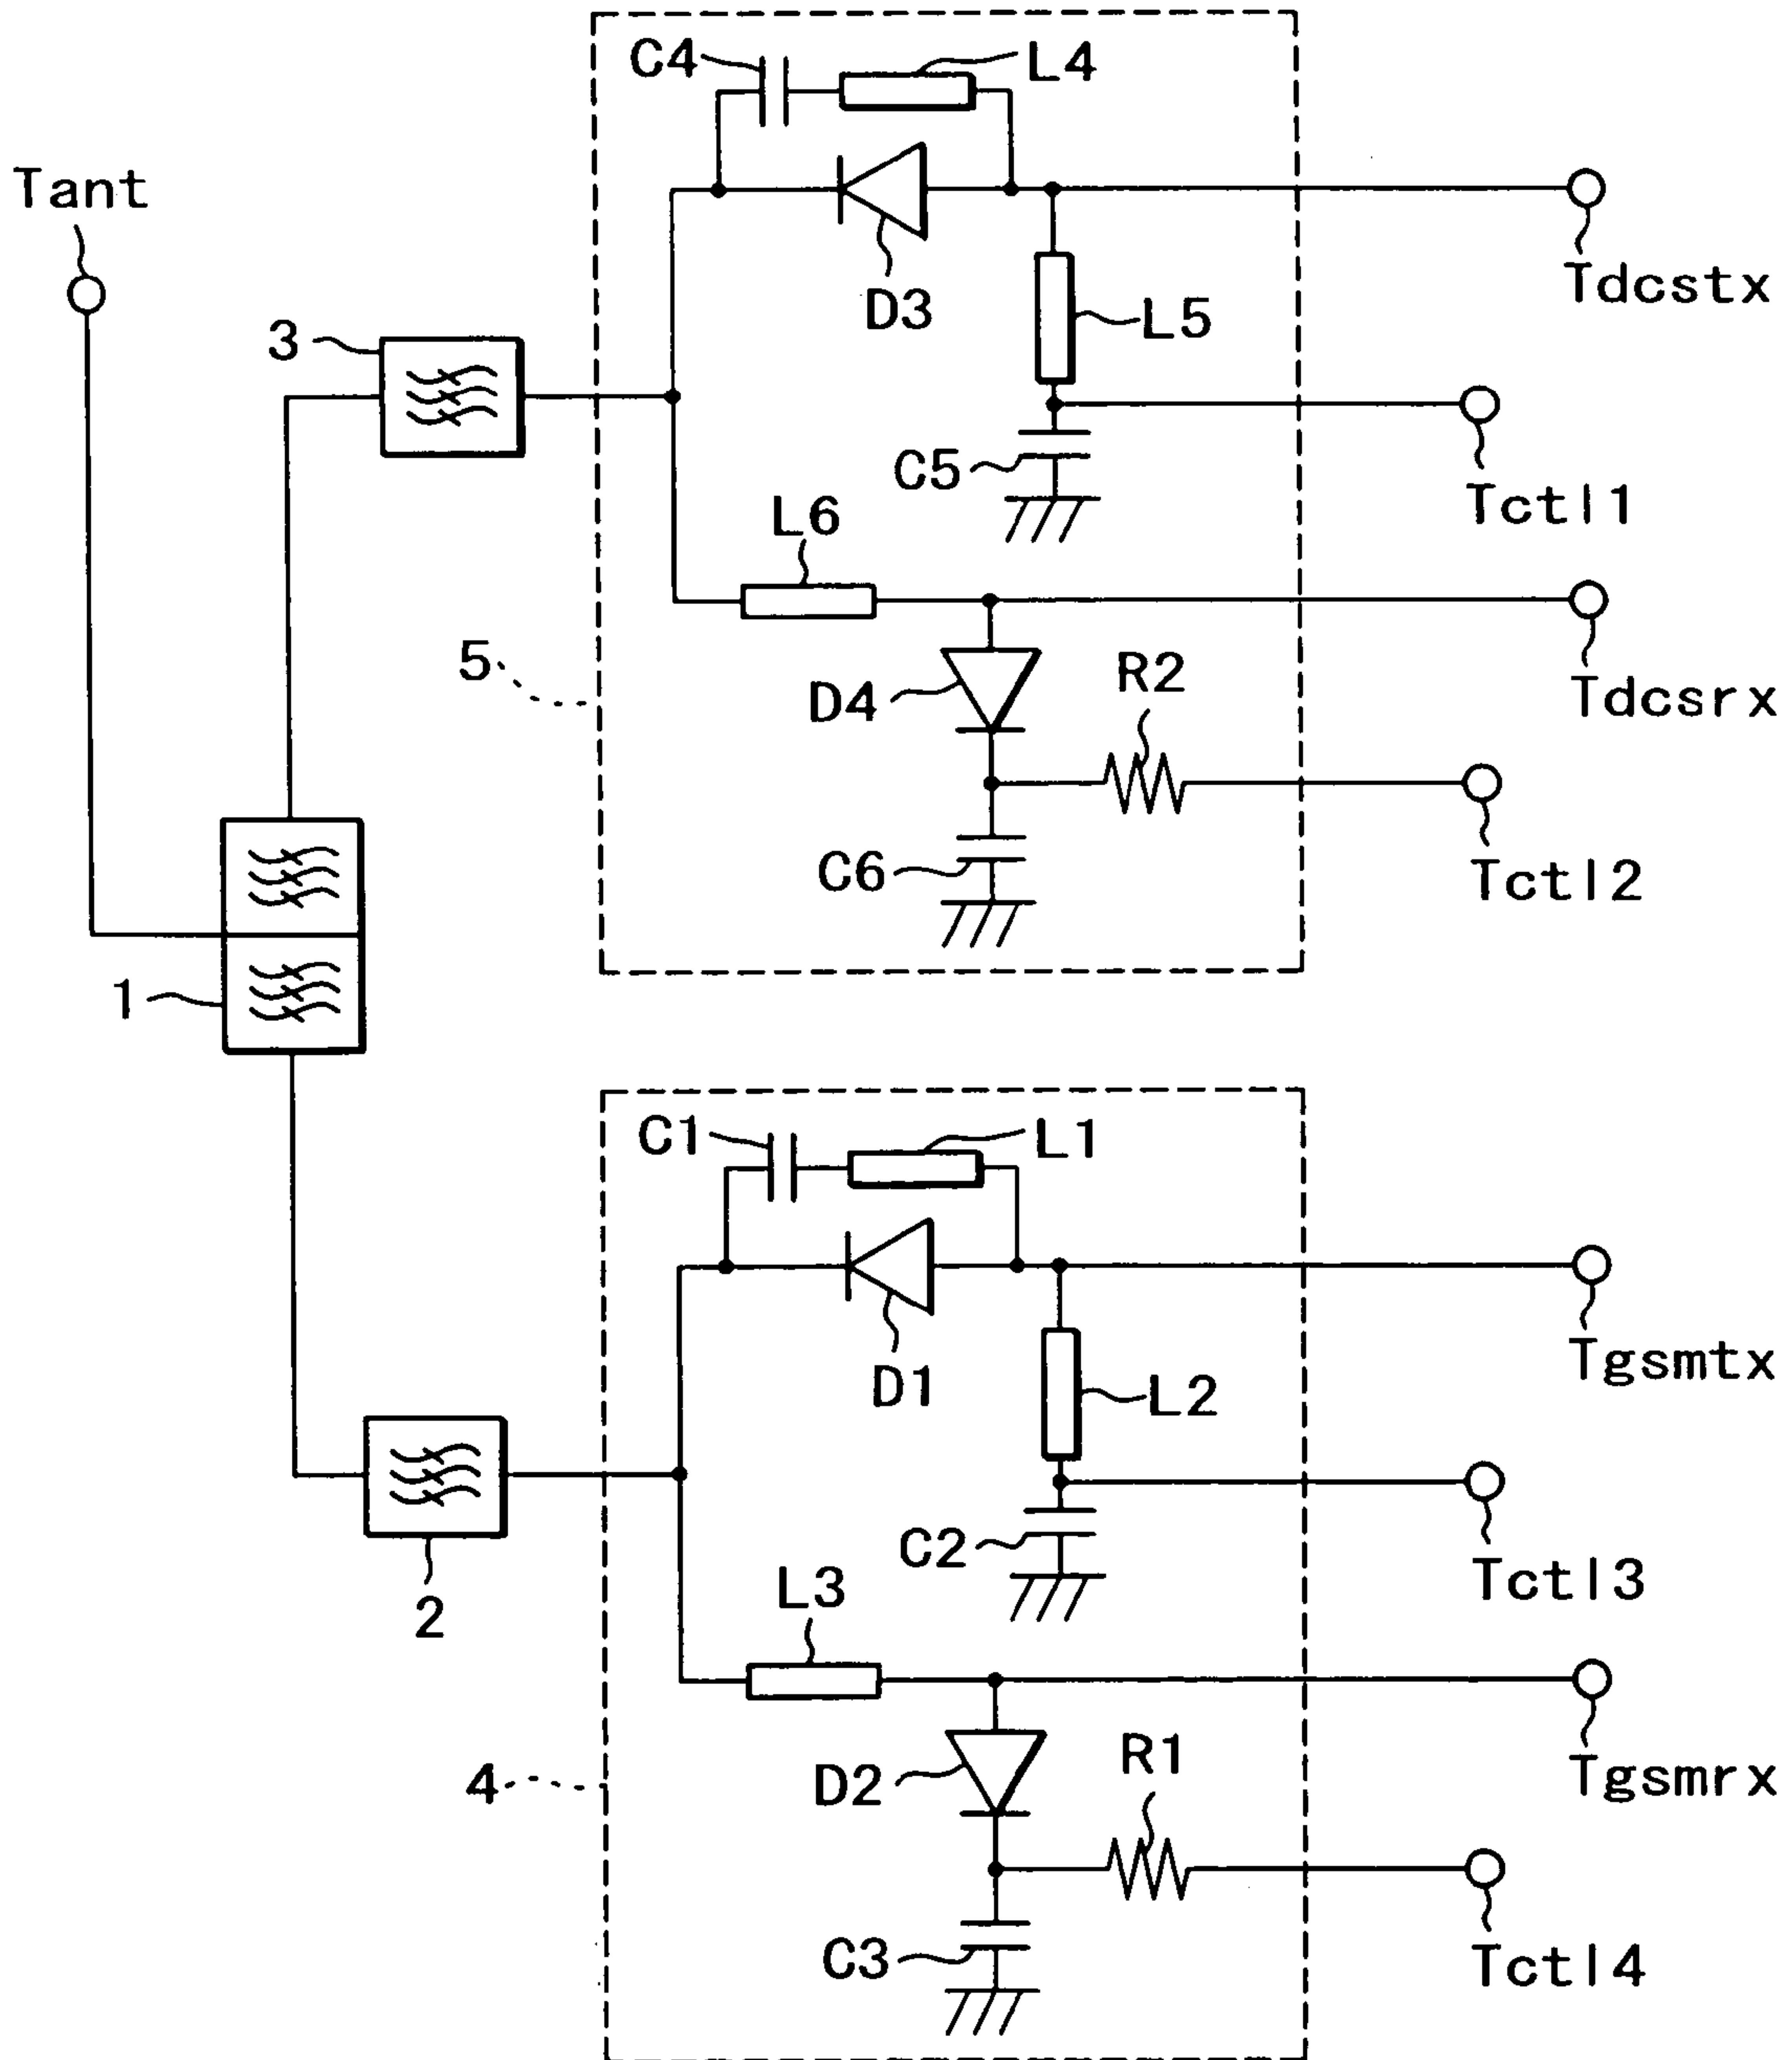 C4
L4
Tant
D3
Tdcstx
3
L5
C5
Tctl1
L6
5
D4
R2
Tdcsrx
C6
Tctl2
1
C1
L1
D1
Tgsmtx
L2
C2
2
L3
Tctl3
4
D2
R1
Tgsmrx
C3
Tctl4